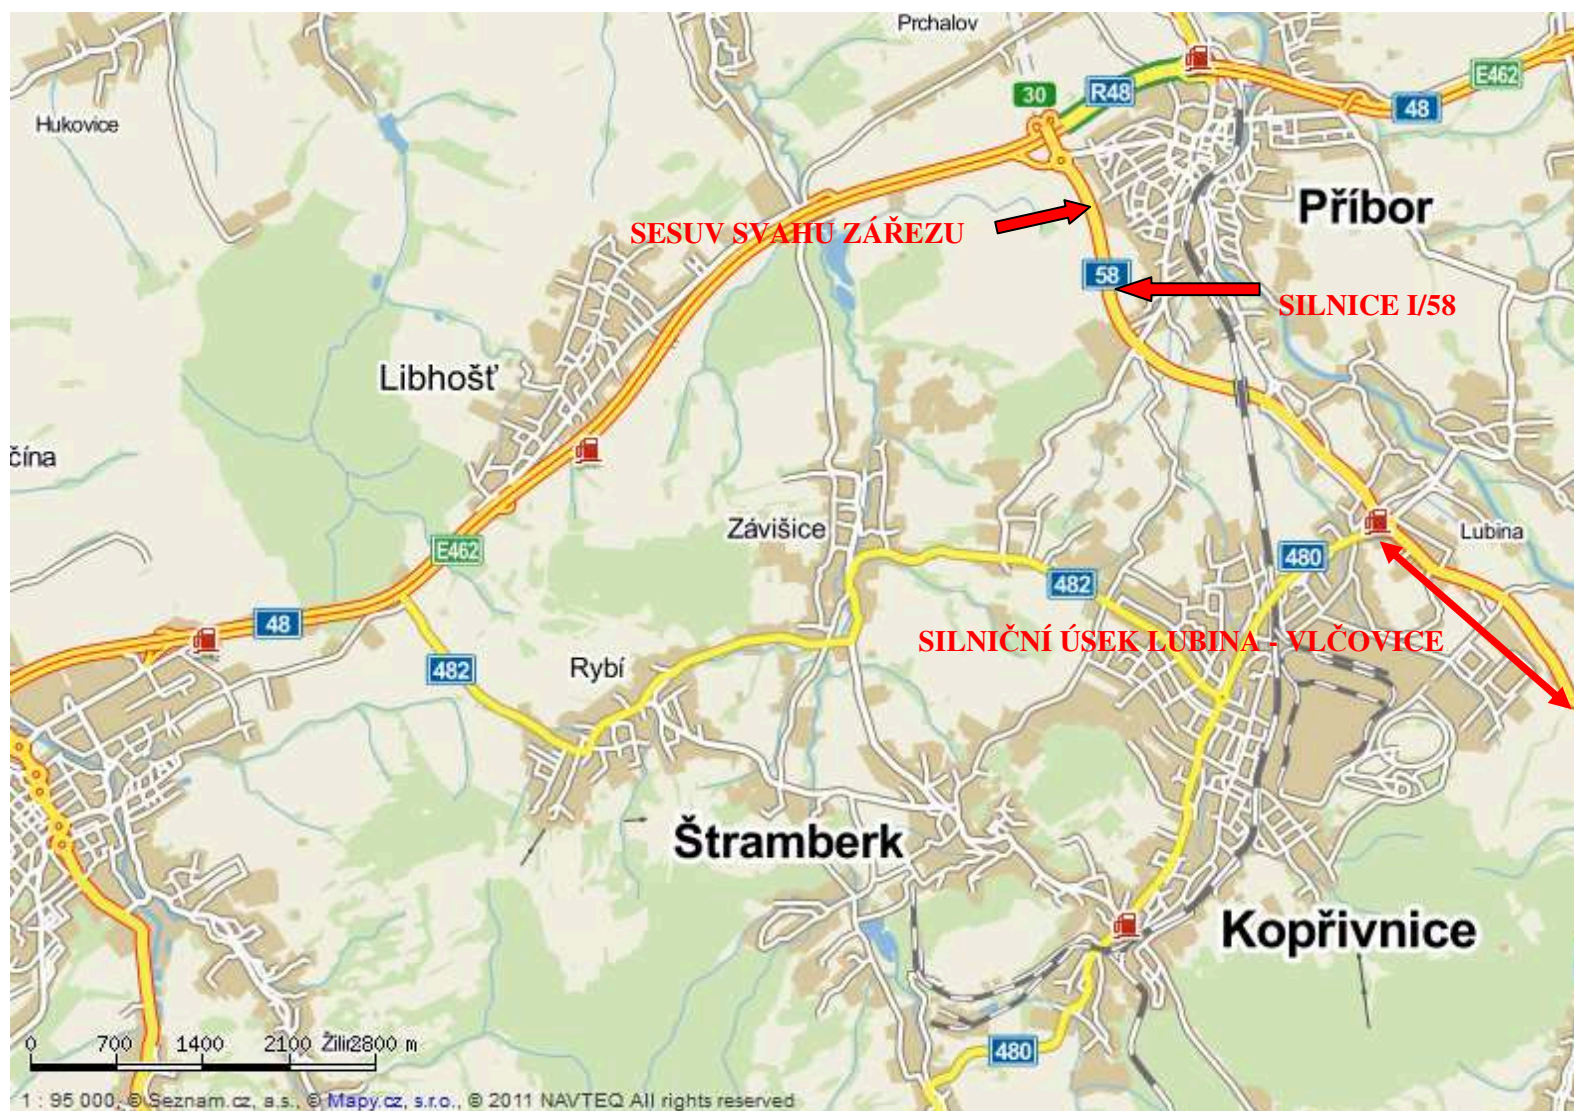 Prchalov
E462
30
R48
48
Hukovice
Příbor
SESUV SVAHU ZÁŘEZU
58
SILNICE I/58
Libhošť
čína
Závišice
Lubina
E462
480
482
48
SILNIČNÍ ÚSEK LUBINA - VLČOVICE
482
Rybí
Štramberk
Kopřivnice
480
0 700 1400 2100 2800 m
1 : 95 000, © Seznam.cz, a.s., © Mapy.cz, s.r.o., © 2011 NAVTEQ All rights reserved